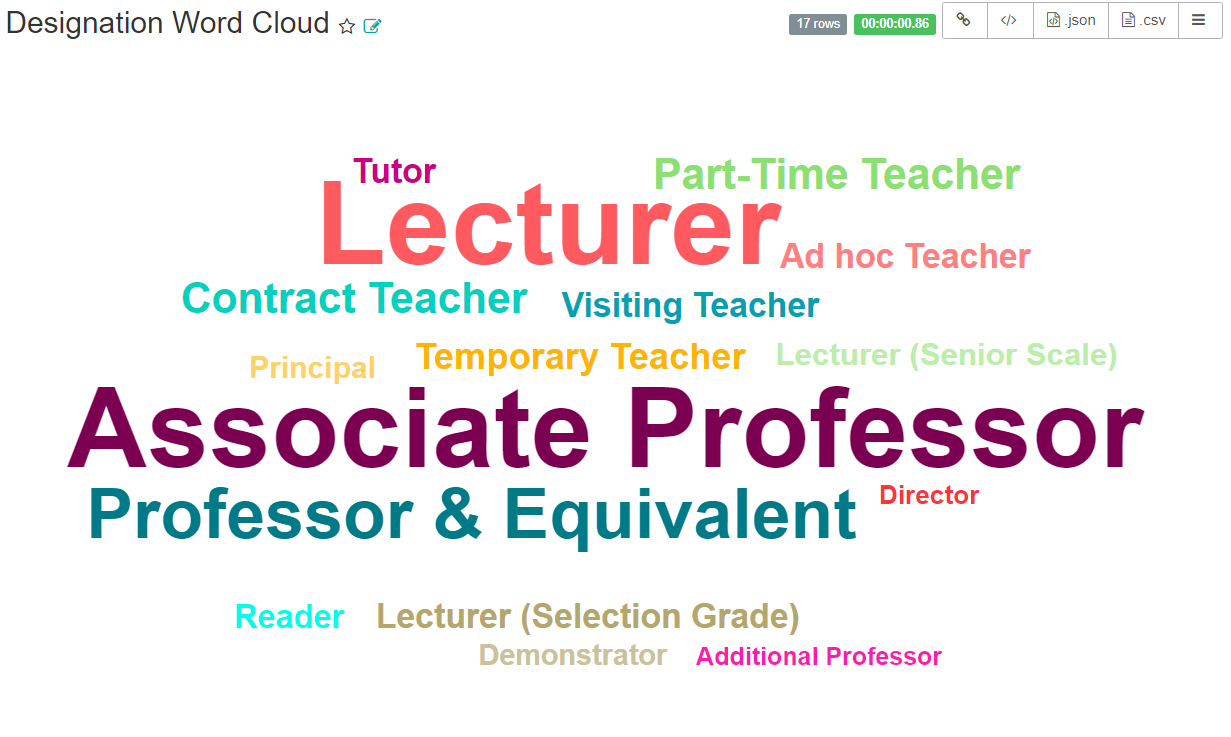 Designation Word Cloud
17 rows
00:00:00.86
</>
.json
.csv
Tutor
Part-Time Teacher
Lecturer
Ad hoc Teacher
Contract Teacher
Visiting Teacher
Temporary Teacher
Lecturer (Senior Scale)
Principal
Associate Professor
Professor & Equivalent
Director
Reader
Lecturer (Selection Grade)
Demonstrator
Additional Professor